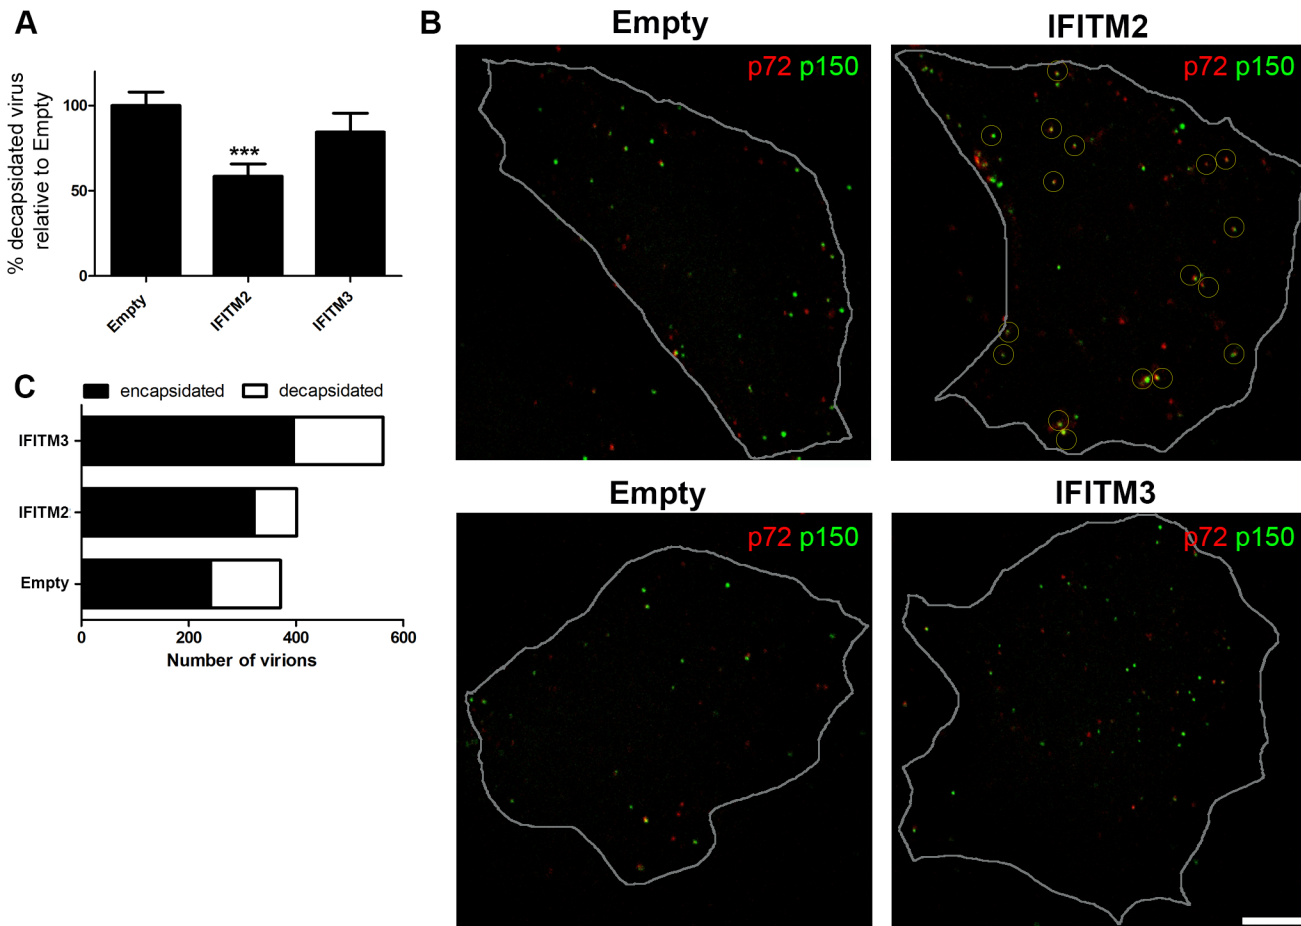 A
% decapsidated virus
relative to Empty
100
50
0
***
Empty
IFITM2
IFITM3
B
Empty
p72 p150
IFITM2
p72 p150
Empty
p72 p150
IFITM3
p72 p150
C
encapsidated
decapsidated
IFITM3
IFITM2
Empty
0
200
400
600
Number of virions